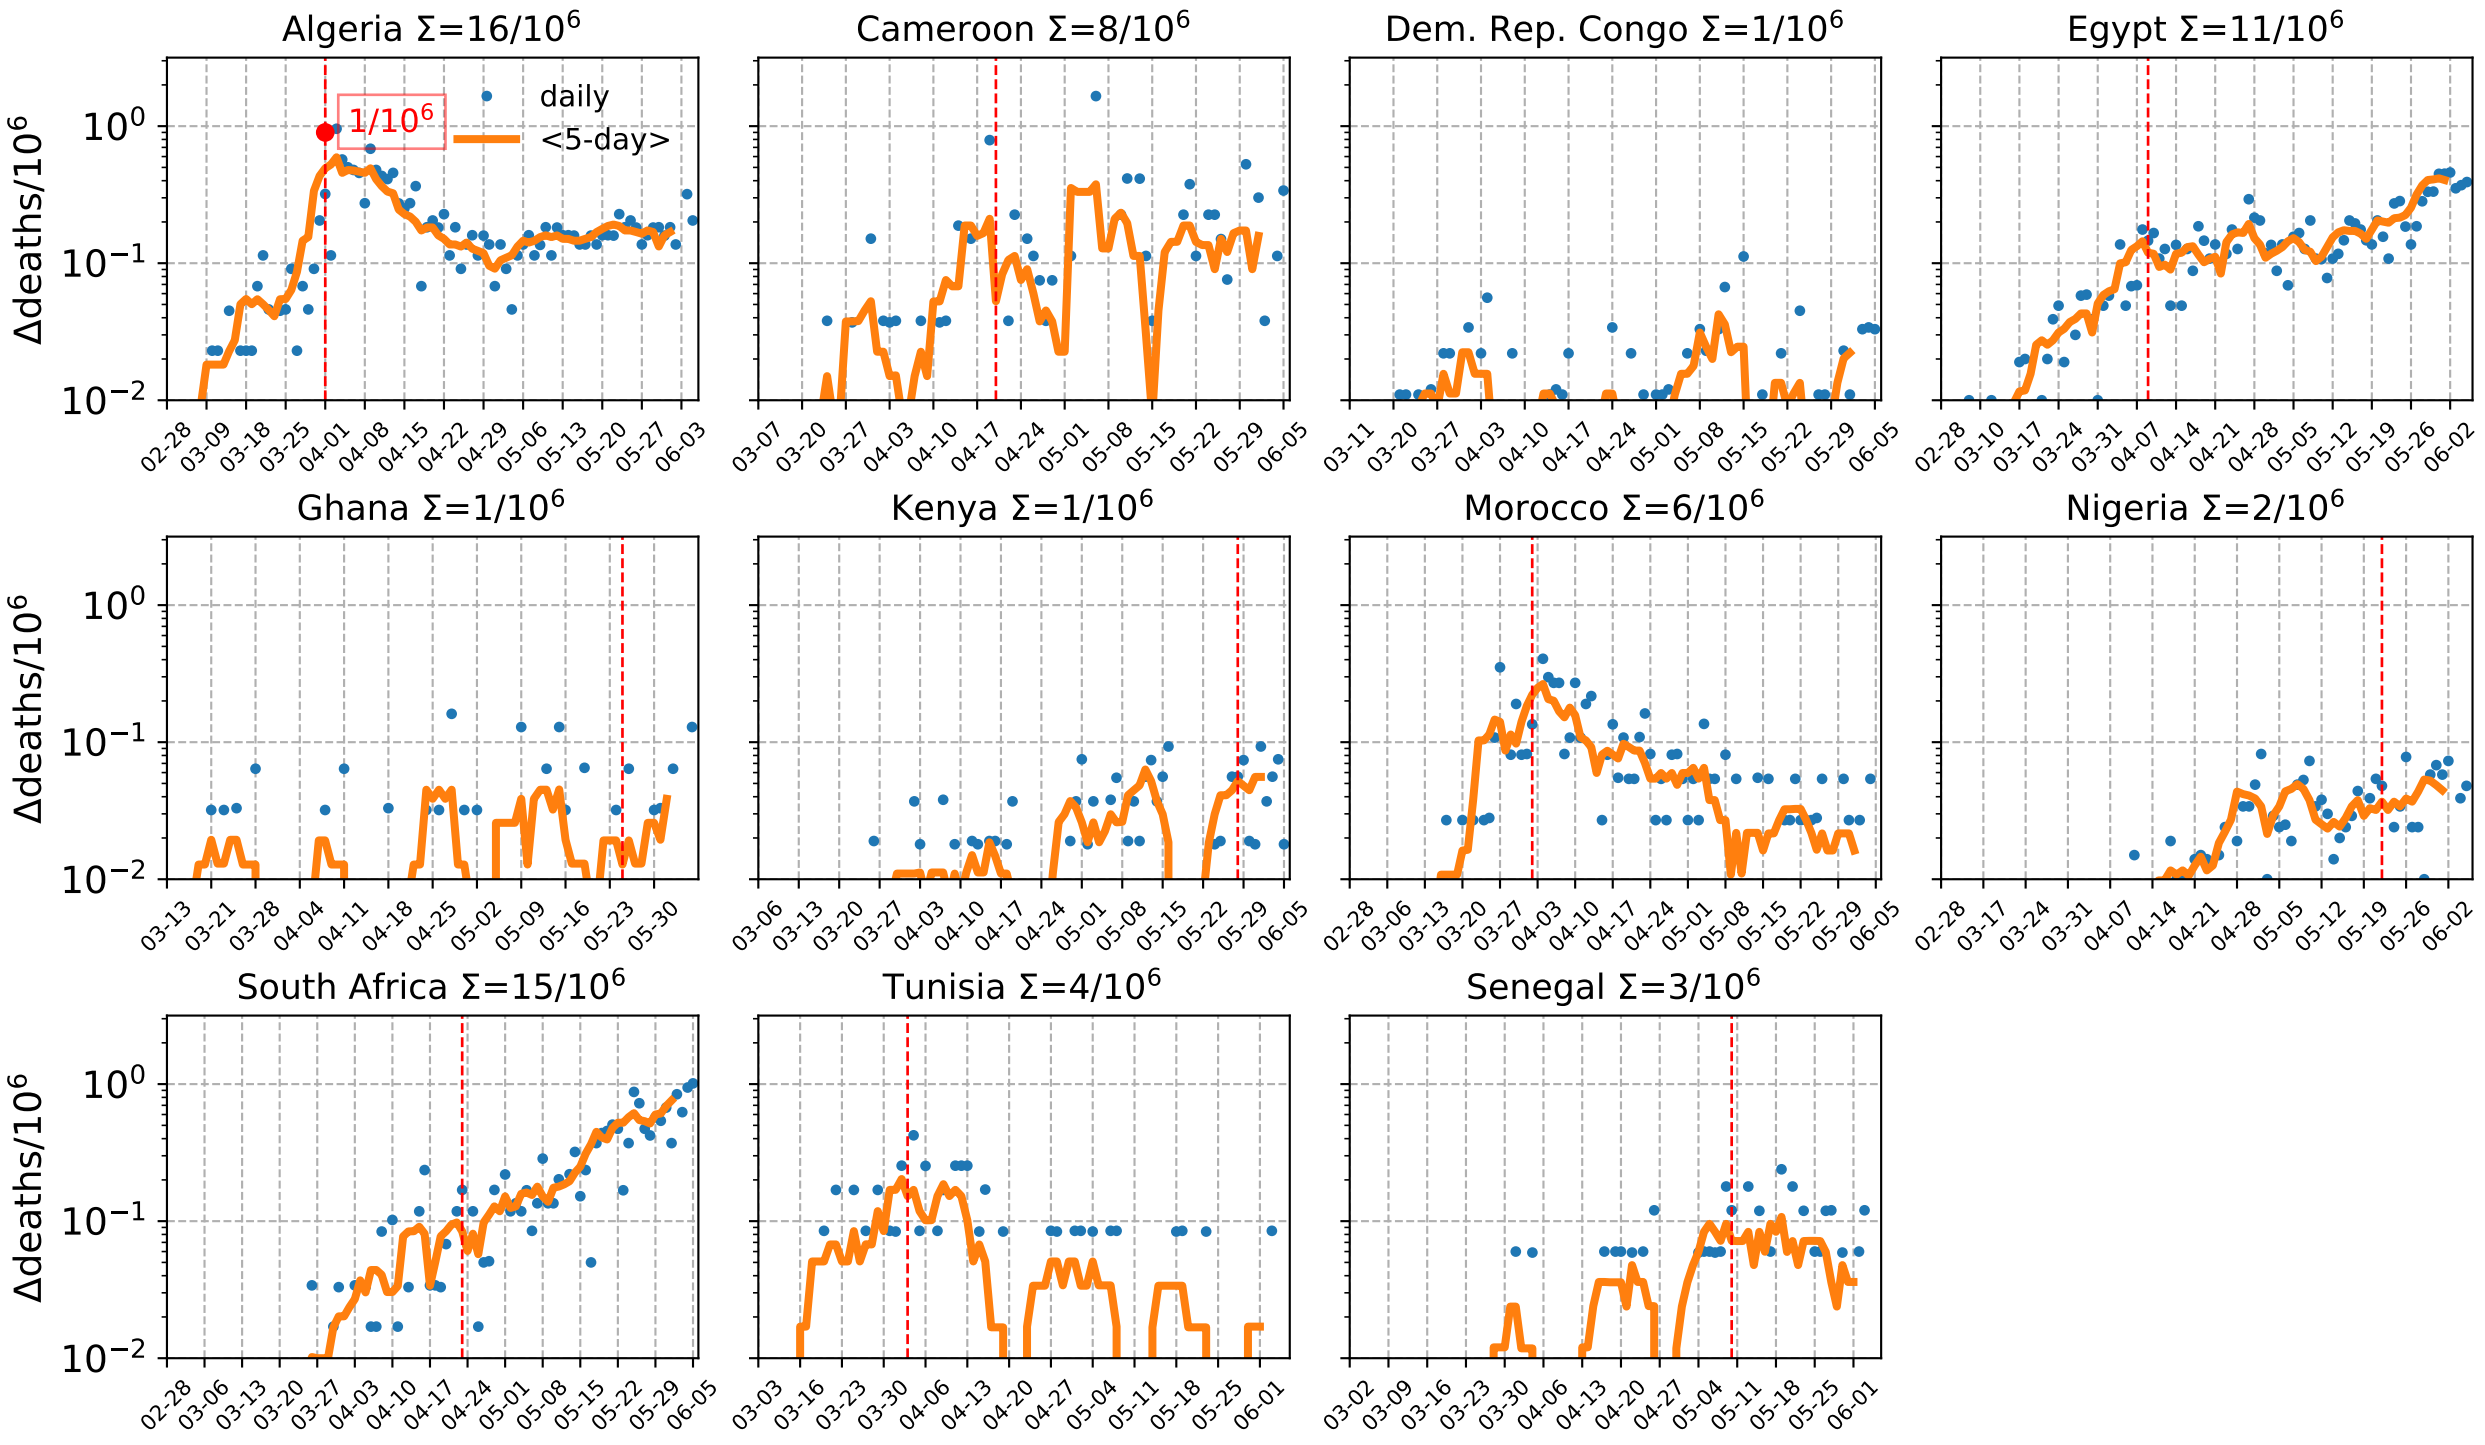 Algeria Σ=16/10⁶
Cameroon Σ=8/10⁶
Dem. Rep. Congo Σ=1/10⁶
Egypt Σ=11/10⁶
Δdeaths/10⁶
10⁰
10⁻¹
10⁻²
1/10⁶
daily
<5-day>
02-28 03-09 03-18 03-25 04-01 04-08 04-15 04-22 04-29 05-06 05-13 05-20 05-27 06-03
03-07 03-20 03-27 04-03 04-10 04-17 04-24 05-01 05-08 05-15 05-22 05-29 06-05
03-11 03-20 03-27 04-03 04-10 04-17 04-24 05-01 05-08 05-15 05-22 05-29 06-05
02-28 03-10 03-17 03-24 03-31 04-07 04-14 04-21 04-28 05-05 05-12 05-19 05-26 06-02
Ghana Σ=1/10⁶
Kenya Σ=1/10⁶
Morocco Σ=6/10⁶
Nigeria Σ=2/10⁶
Δdeaths/10⁶
10⁰
10⁻¹
10⁻²
03-13 03-21 03-28 04-04 04-11 04-18 04-25 05-02 05-09 05-16 05-23 05-30
03-06 03-13 03-20 03-27 04-03 04-10 04-17 04-24 05-01 05-08 05-15 05-22 05-29 06-05
02-28 03-06 03-13 03-20 03-27 04-03 04-10 04-17 04-24 05-01 05-08 05-15 05-22 05-29 06-05
02-28 03-17 03-24 03-31 04-07 04-14 04-21 04-28 05-05 05-12 05-19 05-26 06-02
South Africa Σ=15/10⁶
Tunisia Σ=4/10⁶
Senegal Σ=3/10⁶
Δdeaths/10⁶
10⁰
10⁻¹
10⁻²
02-28 03-06 03-13 03-20 03-27 04-03 04-10 04-17 04-24 05-01 05-08 05-15 05-22 05-29 06-05
03-03 03-16 03-23 03-30 04-06 04-13 04-20 04-27 05-04 05-11 05-18 05-25 06-01
03-02 03-09 03-16 03-23 03-30 04-06 04-13 04-20 04-27 05-04 05-11 05-18 05-25 06-01